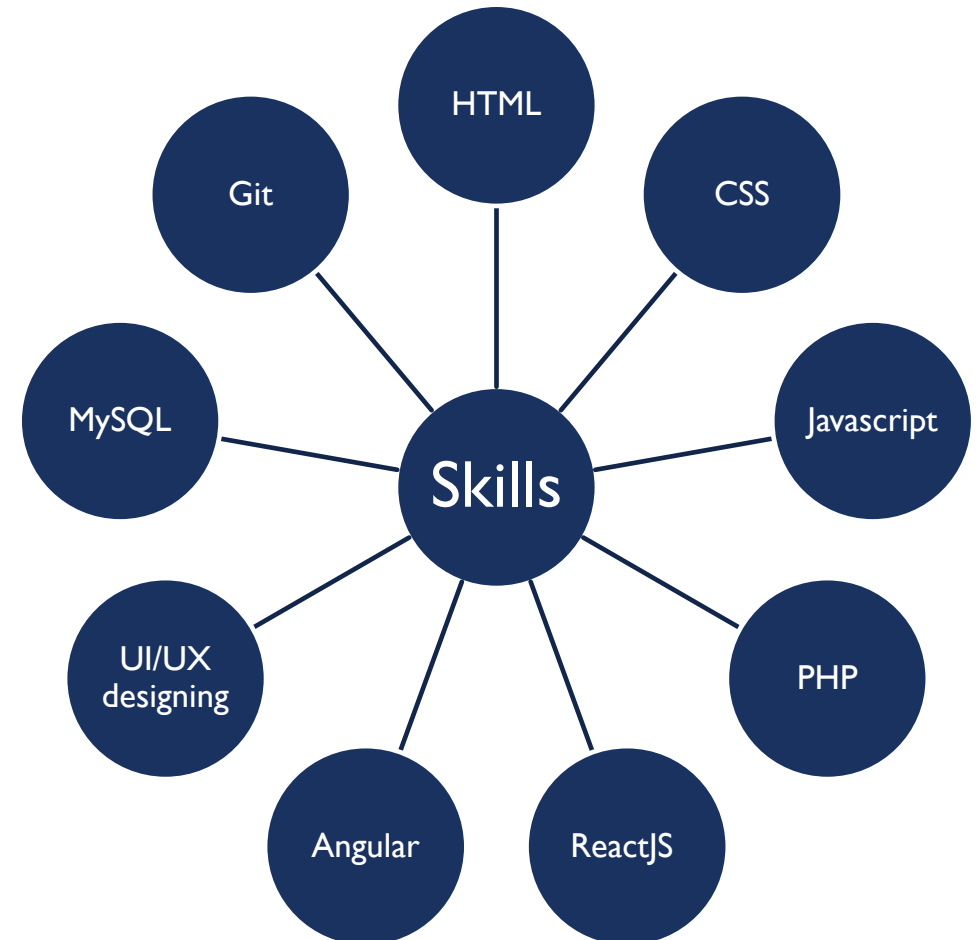 HTML
Git
CSS
MySQL
Javascript
Skills
UI/UX
designing
PHP
Angular
ReactJS